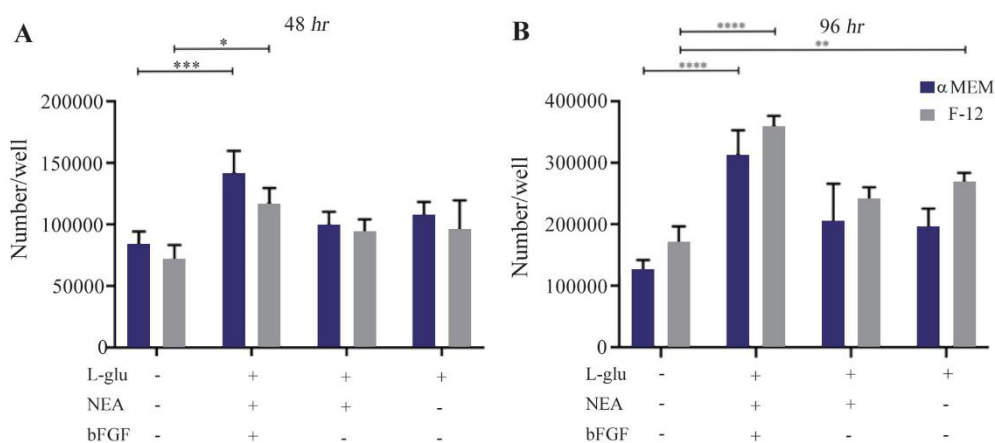 A
48 hr
*
***
200000
150000
100000
50000
0
Number/well
L-glu - + + +
NEA - + + -
bFGF - + - -
B
96 hr
****
**
****
α MEM
F-12
400000
300000
200000
100000
0
Number/well
L-glu - + + +
NEA - + + -
bFGF - + - -